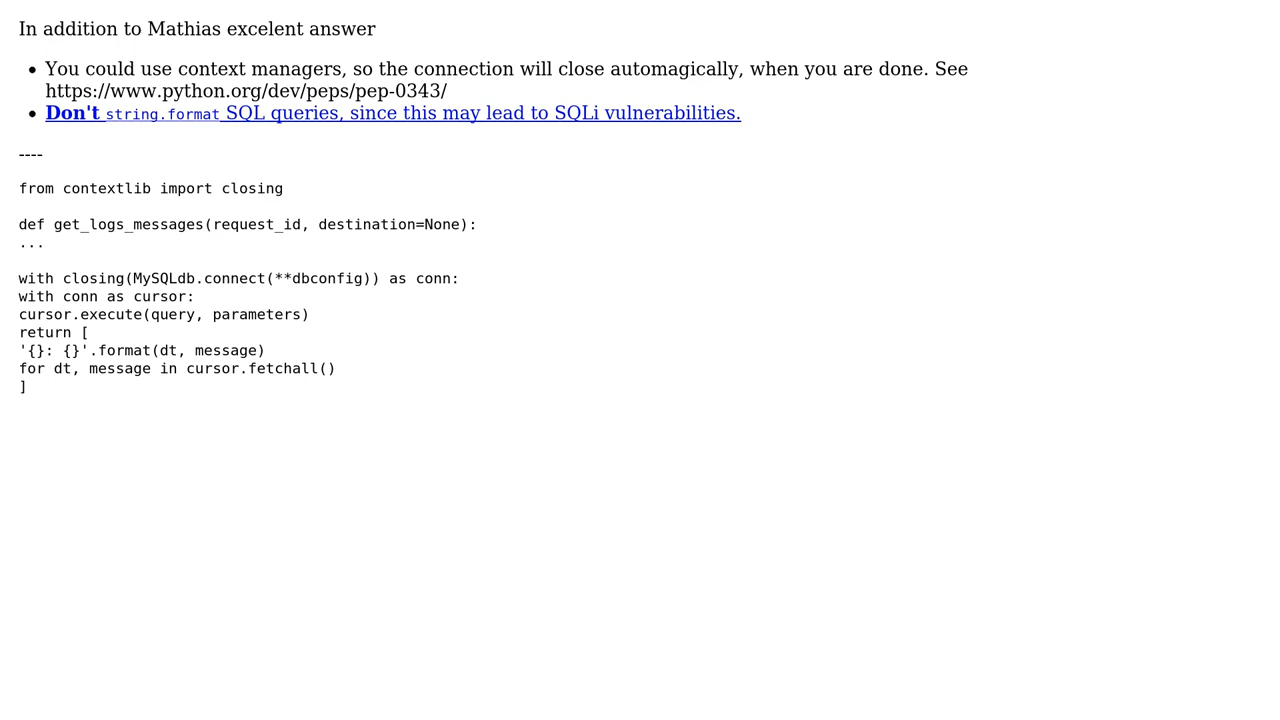 In addition to Mathias excelent answer
You could use context managers, so the connection will close automagically, when you are done. See
https://www.python.org/dev/peps/pep-0343/
Don't string.format SQL queries, since this may lead to SQLi vulnerabilities.
----
from contextlib import closing
def get_logs_messages(request_id, destination=None):
...
with closing(MySQLdb.connect(**dbconfig)) as conn:
with conn as cursor:
cursor.execute(query, parameters)
return [
'{}: {}'.format(dt, message)
for dt, message in cursor.fetchall()
]